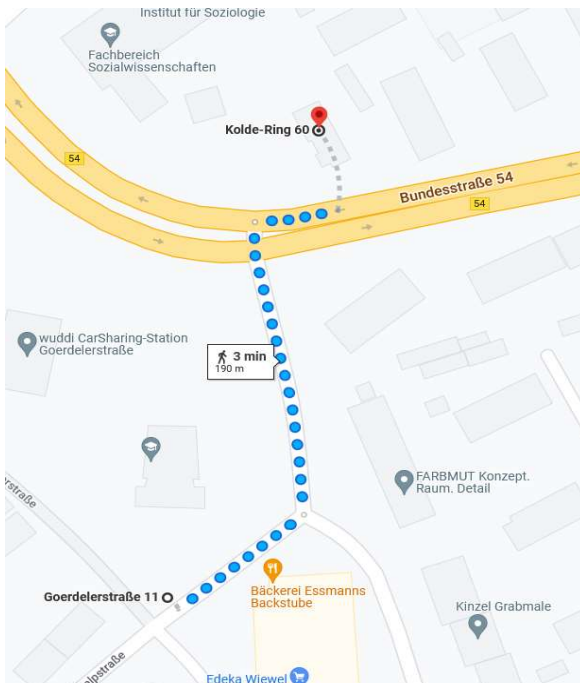 Institut für Soziologie
Fachbereich
Sozialwissenschaften
Kolde-Ring 60
54
Bundesstraße 54
54
wuddi CarSharing-Station
Goerdelerstraße
3 min
190 m
FARBMUT Konzept.
Raum. Detail
Goerdelerstraße 11
Bäckerei Essmanns
Backstube
Kinzel Grabmale
Edeka Wiewel